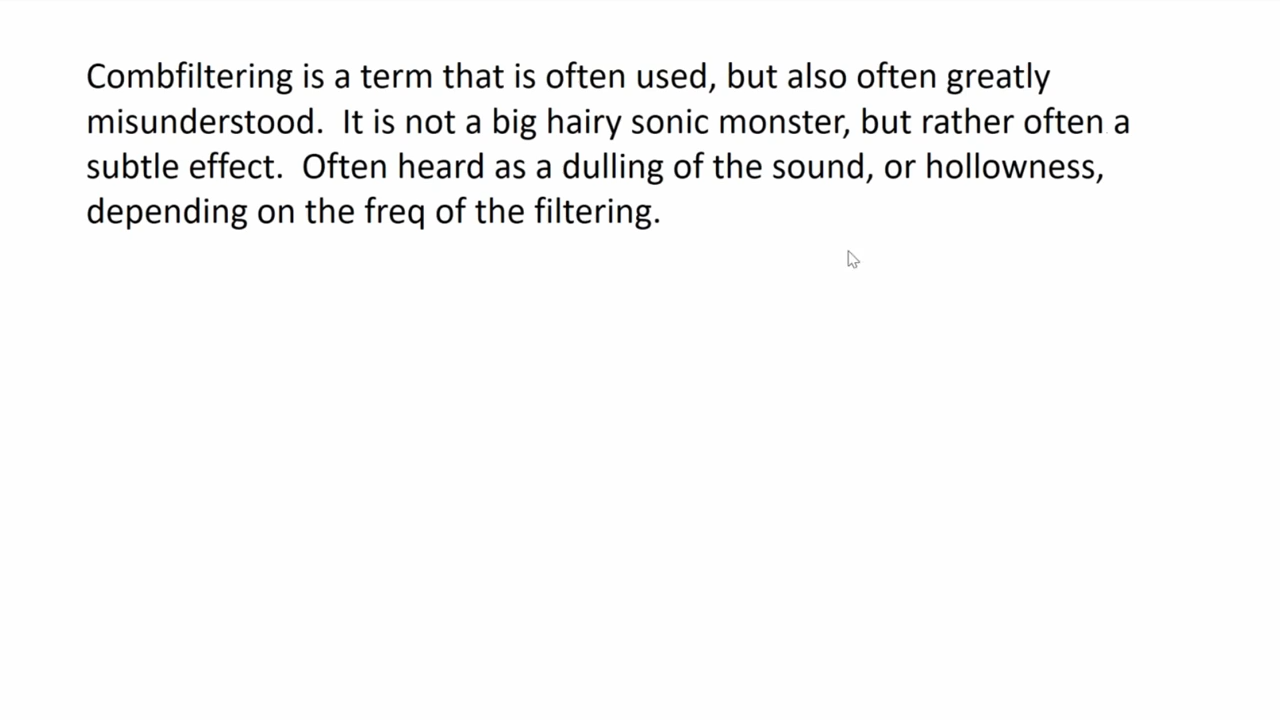 Combfiltering is a term that is often used, but also often greatly
misunderstood.  It is not a big hairy sonic monster, but rather often a
subtle effect.  Often heard as a dulling of the sound, or hollowness,
depending on the freq of the filtering.